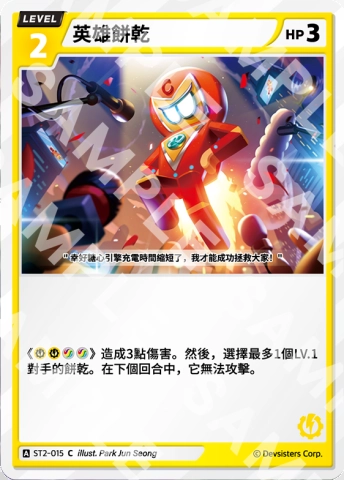 LEVEL
2
英雄餅乾
HP 3
SAMPLE
"幸好讓心引擎充電時間縮短了，我才能成功拯救大家！"
《》造成3點傷害。然後，選擇最多1個LV.1
對手的餅乾。在下個回合中，它無法攻擊。
A ST2-015 C illust. Park Jun Seong
© Devsisters Corp.